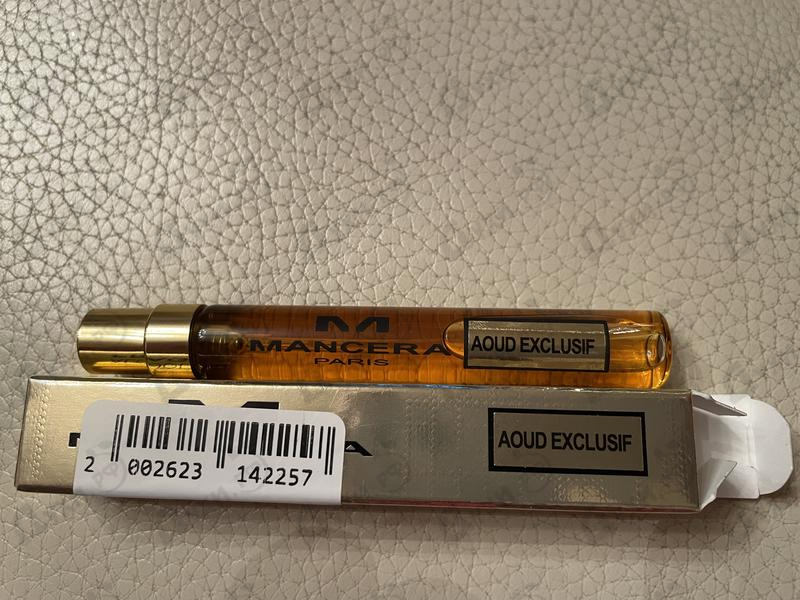 M
MANCERA
PARIS
AOUD EXCLUSIF
AOUD EXCLUSIF
A
2 002623 142257